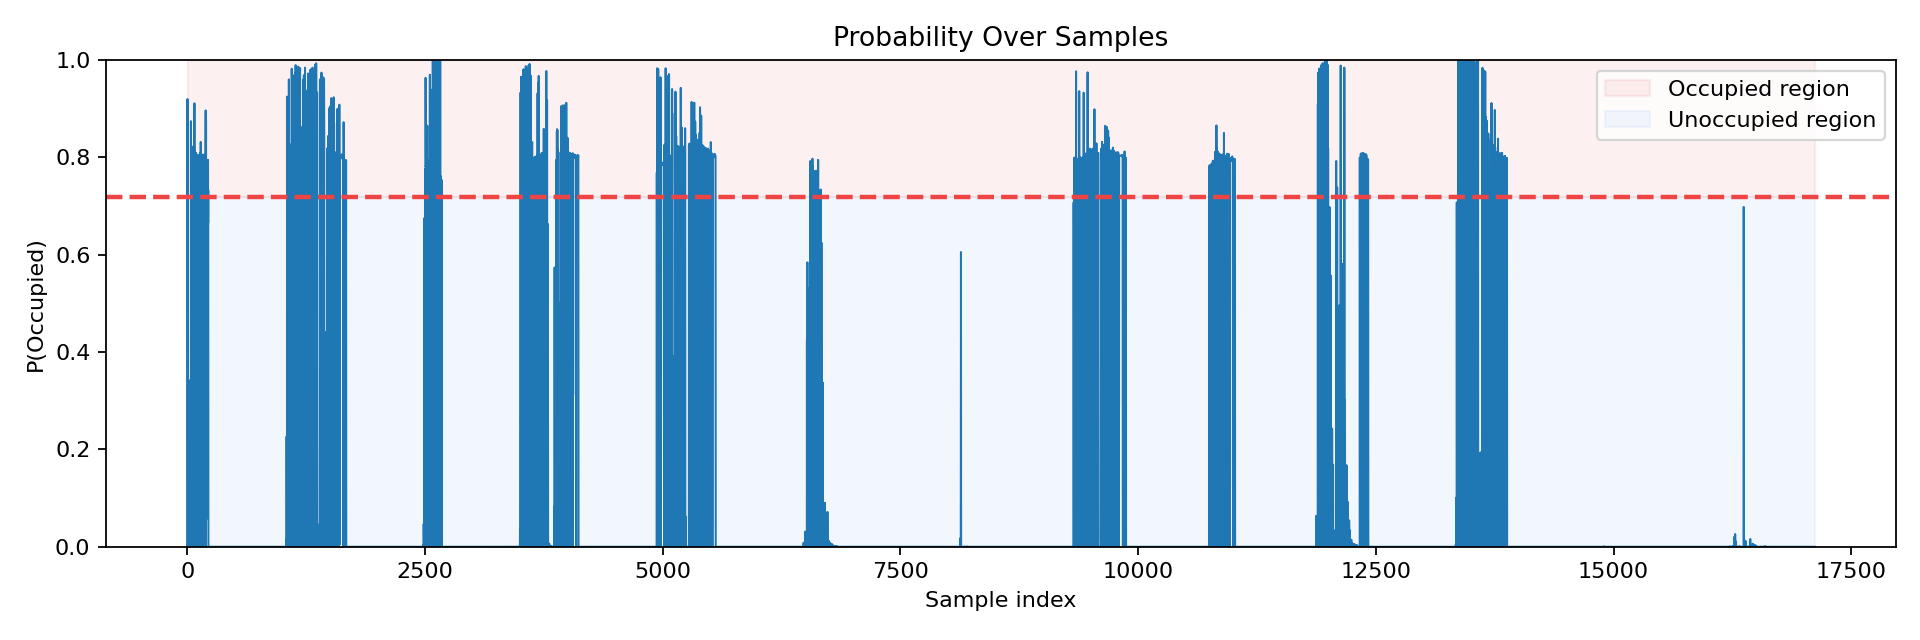 Probability Over Samples
1.0
0.8
0.6
0.4
0.2
0.0
P(Occupied)
Occupied region
Unoccupied region
0 2500 5000 7500 10000 12500 15000 17500
Sample index